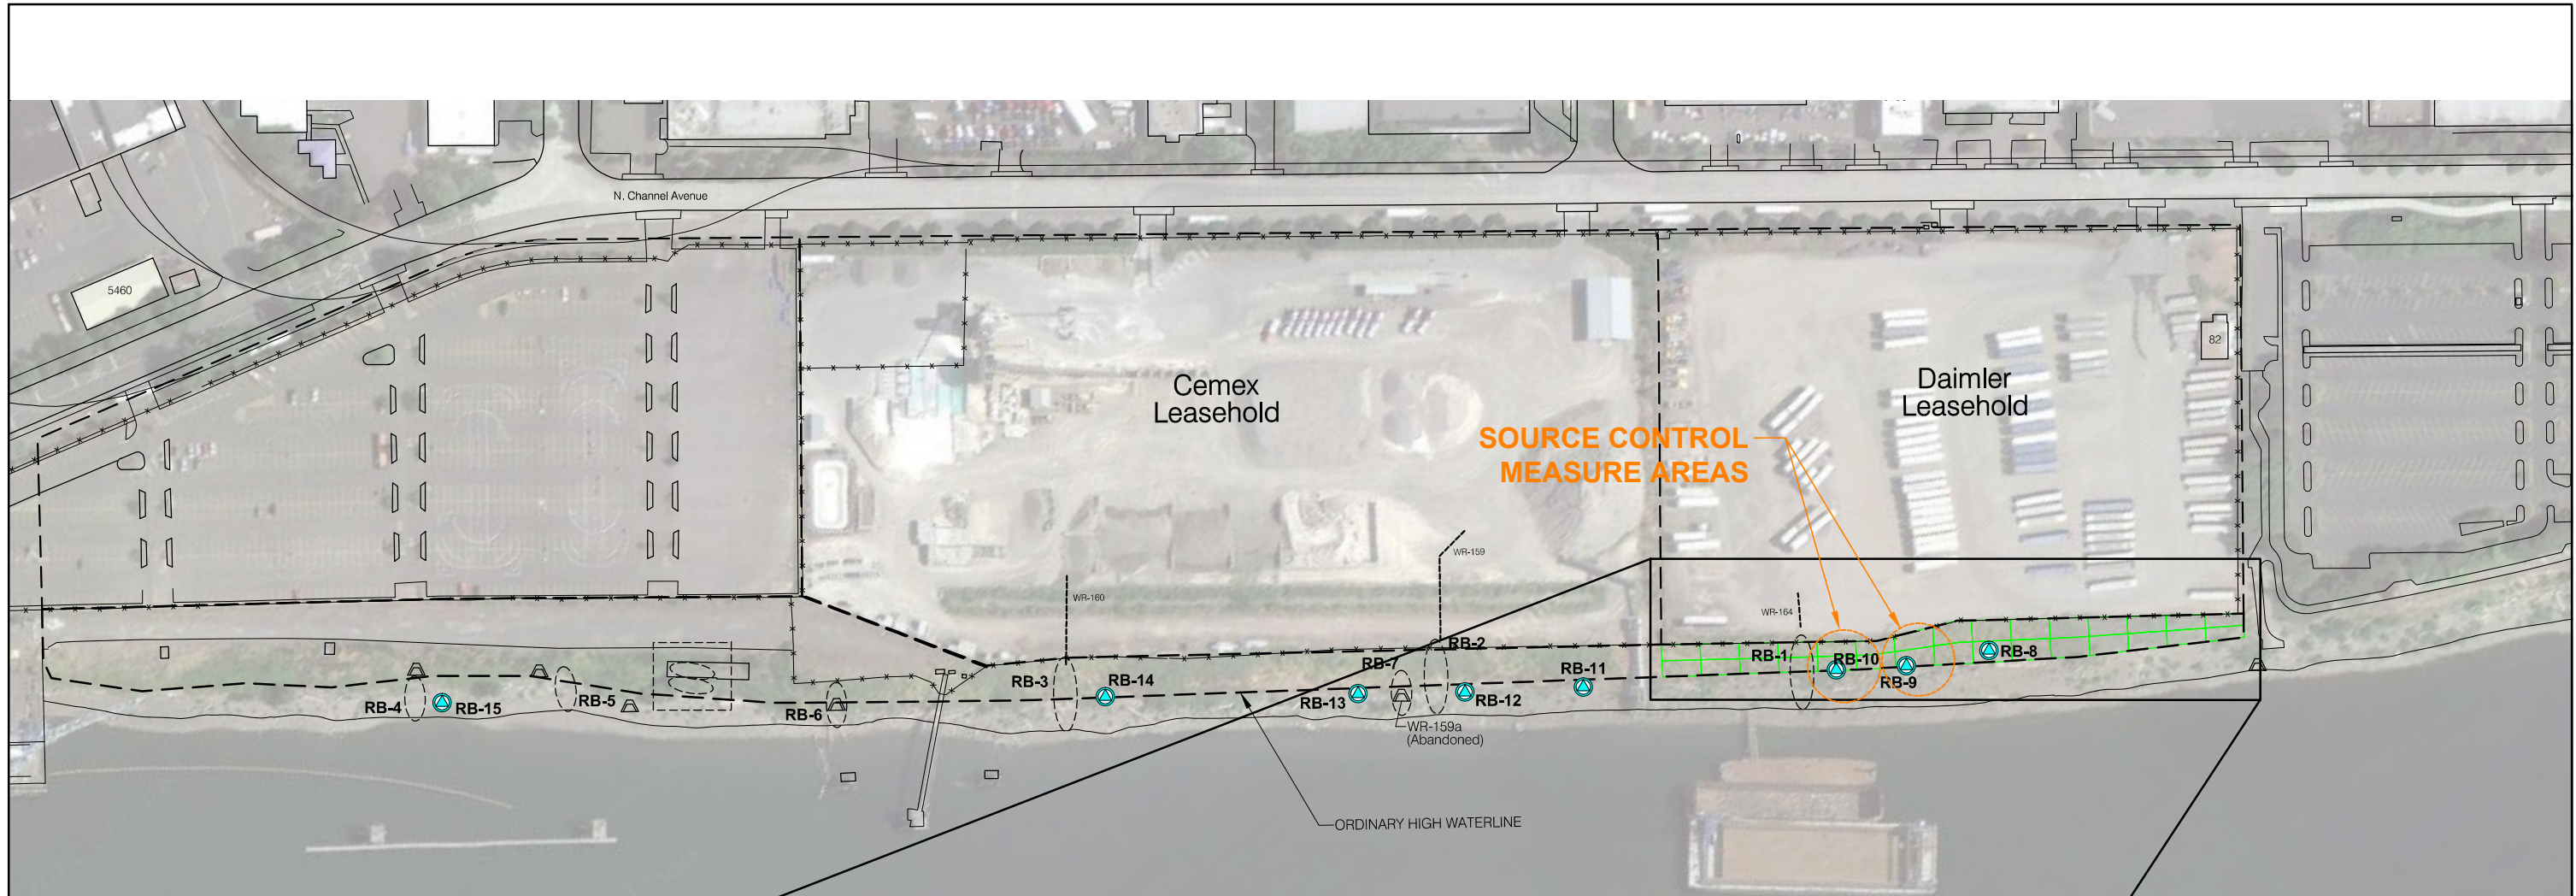 N. Channel Avenue
5460
82
Cemex
Leasehold
Daimler
Leasehold
SOURCE CONTROL
MEASURE AREAS
WR-159
WR-160
WR-164
RB-2
RB-1
RB-10
RB-8
RB-7
RB-11
RB-9
RB-3
RB-14
RB-13
RB-12
RB-4
RB-15
RB-5
RB-6
WR-159a
(Abandoned)
ORDINARY HIGH WATERLINE